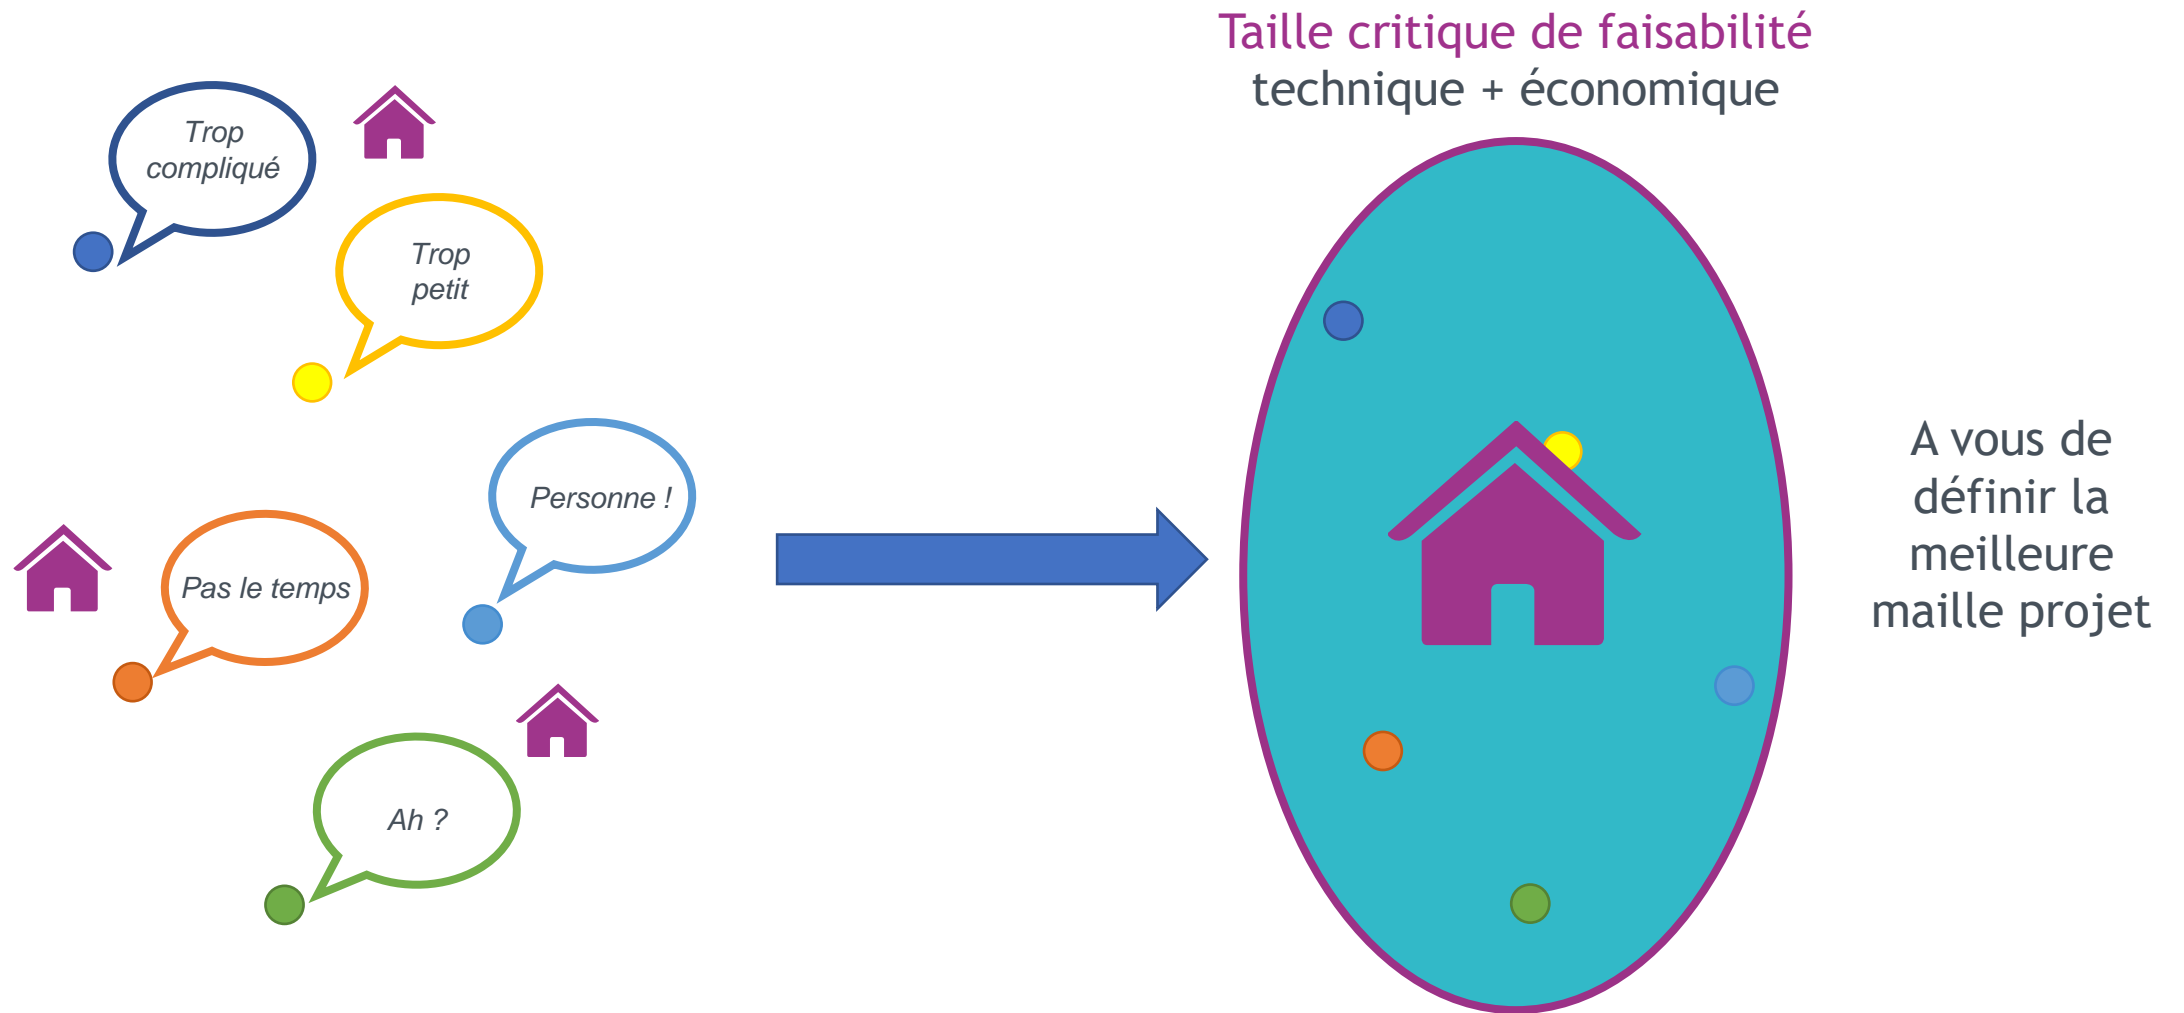 Taille critique de faisabilité
technique + économique
Trop
compliqué
Trop
petit
Personne !
Pas le temps
Ah ?
A vous de
définir la
meilleure
maille projet